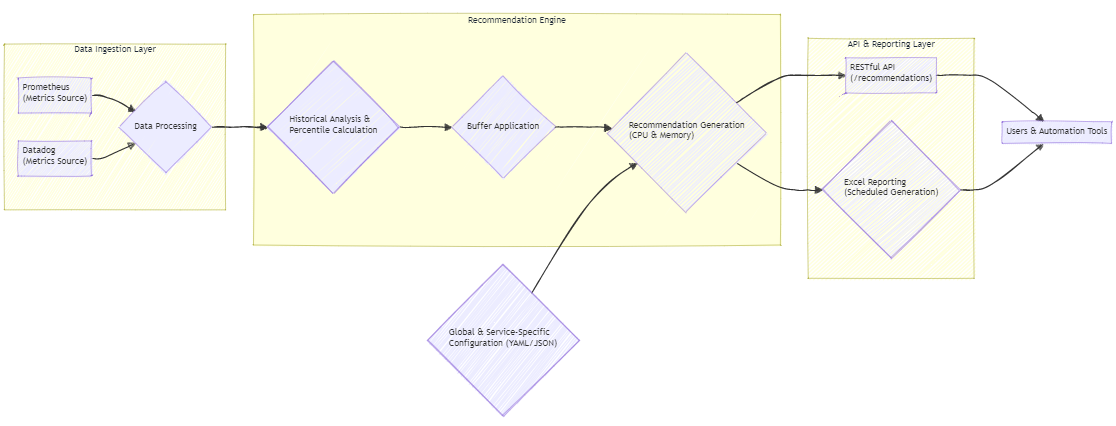 Data Ingestion Layer
Prometheus
(Metrics Source)
Datadog
(Metrics Source)
Data Processing
Recommendation Engine
Historical Analysis &
Percentile Calculation
Buffer Application
Recommendation Generation
(CPU & Memory)
Global & Service-Specific
Configuration (YAML/JSON)
API & Reporting Layer
RESTful API
(/recommendations)
Excel Reporting
(Scheduled Generation)
Users & Automation Tools